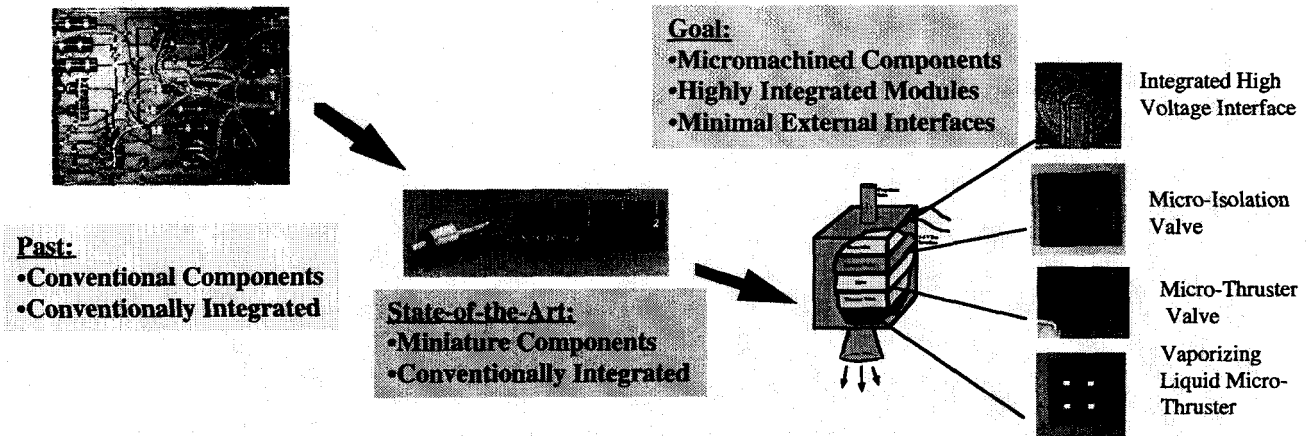 Past:
•Conventional Components
•Conventionally Integrated
2
State-of-the-Art:
•Miniature Components
•Conventionally Integrated
Goal:
•Micromachined Components
•Highly Integrated Modules
•Minimal External Interfaces
Integrated High
Voltage Interface
Micro-Isolation
Valve
Micro-Thruster
Valve
Vaporizing
Liquid Micro-
Thruster